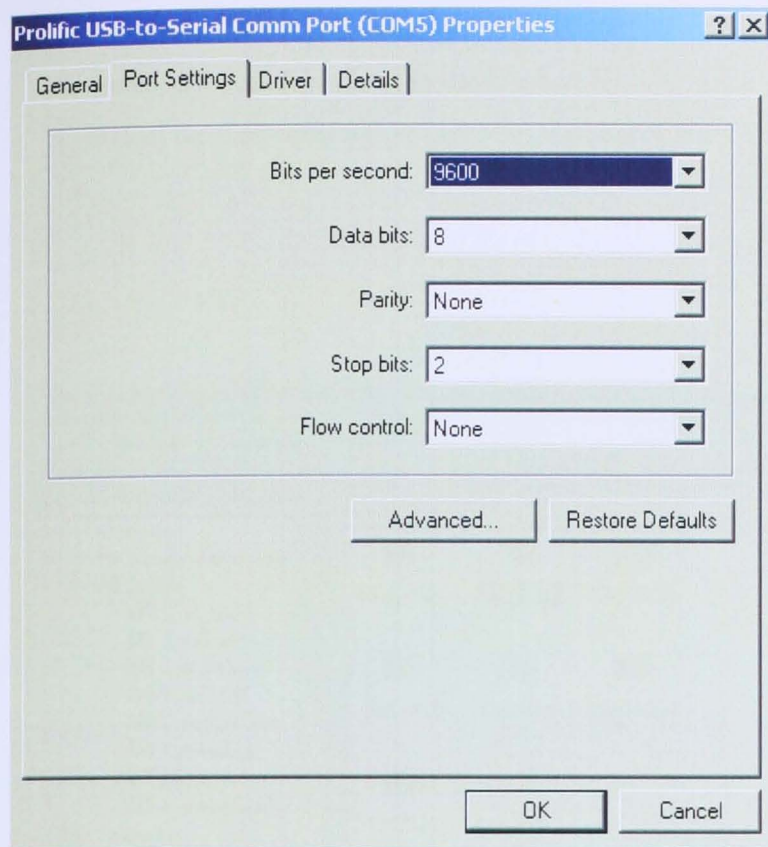 Prolific USB-to-Serial Comm Port (COM5) Properties
General Port Settings Driver Details
Bits per second: 9600
Data bits: 8
Parity: None
Stop bits: 2
Flow control: None
Advanced... Restore Defaults
OK Cancel